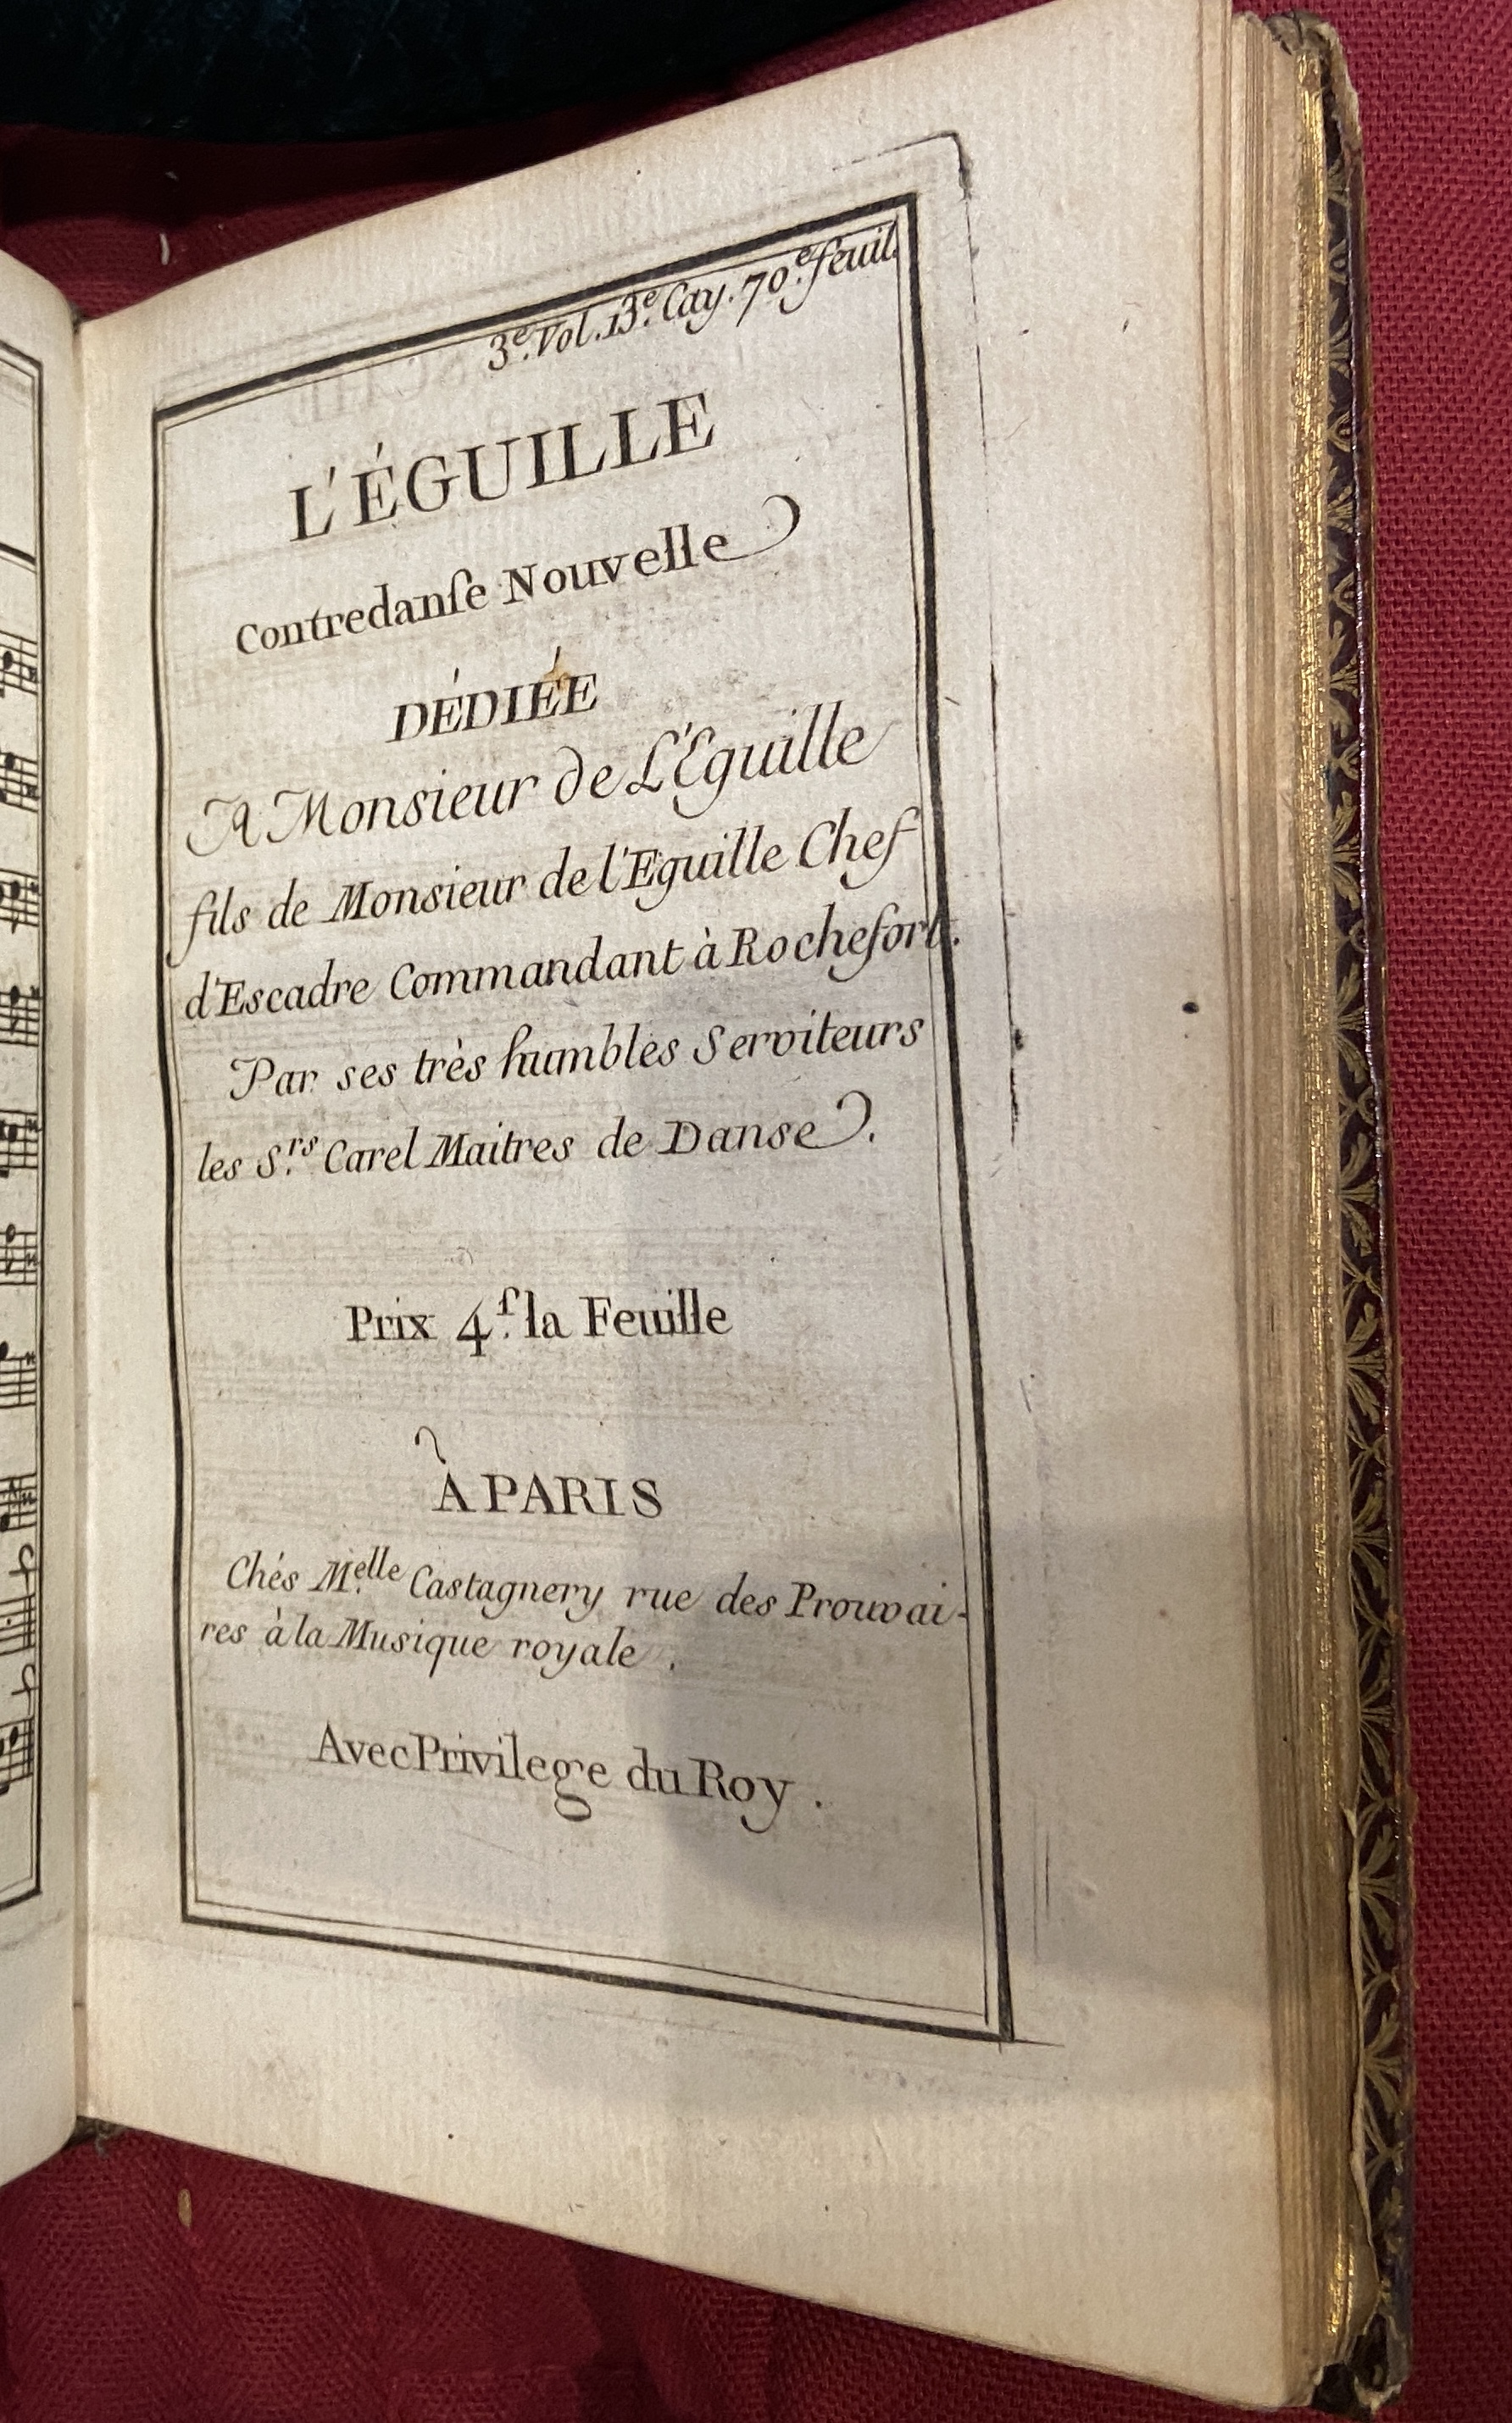 3.e Vol. 13.e Cay. 70.e feuil.
L'ÉGUILLE
Contredanſe Nouvelle
DÉDIÉE
A Monsieur de L'Éguille
fils de Monsieur de l'Eguille Chef
d'Escadre Commandant à Rochefort.
Par ses très humbles Serviteurs
les S.rs Carel Maitres de Danse.
Prix 4.ſ la Feuille
À PARIS
Chés M.elle Castagnery rue des Prouvai-
res à la Musique royale.
Avec Privilege du Roy.